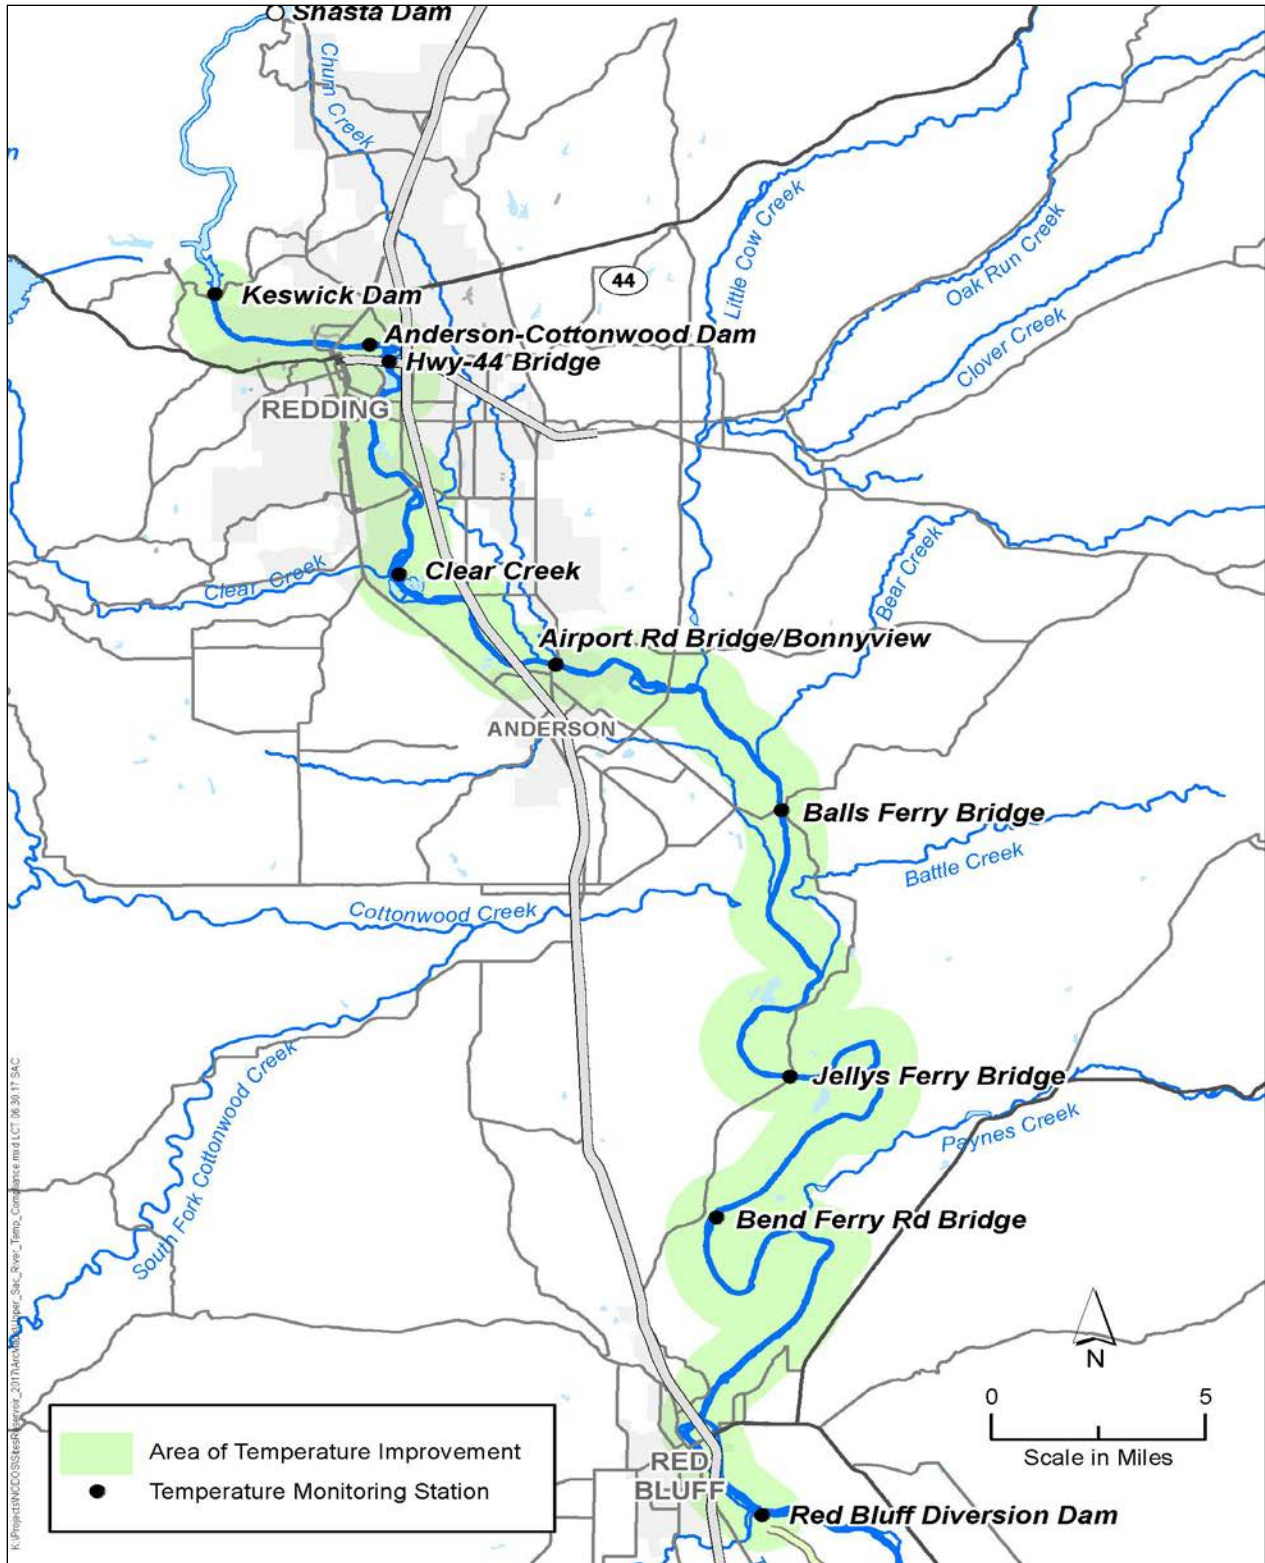 Shasta Dam
Churn Creek
Little Cow Creek
Oak Run Creek
44
Keswick Dam
Clover Creek
Anderson-Cottonwood Dam
Hwy-44 Bridge
REDDING
Bear Creek
Clear Creek
Clear Creek
Airport Rd Bridge/Bonnyview
ANDERSON
Balls Ferry Bridge
Battle Creek
Cottonwood Creek
South Fork Cottonwood Creek
Jellys Ferry Bridge
Paynes Creek
Bend Ferry Rd Bridge
N
0 5
Scale in Miles
Area of Temperature Improvement
Temperature Monitoring Station
RED
BLUFF
Red Bluff Diversion Dam